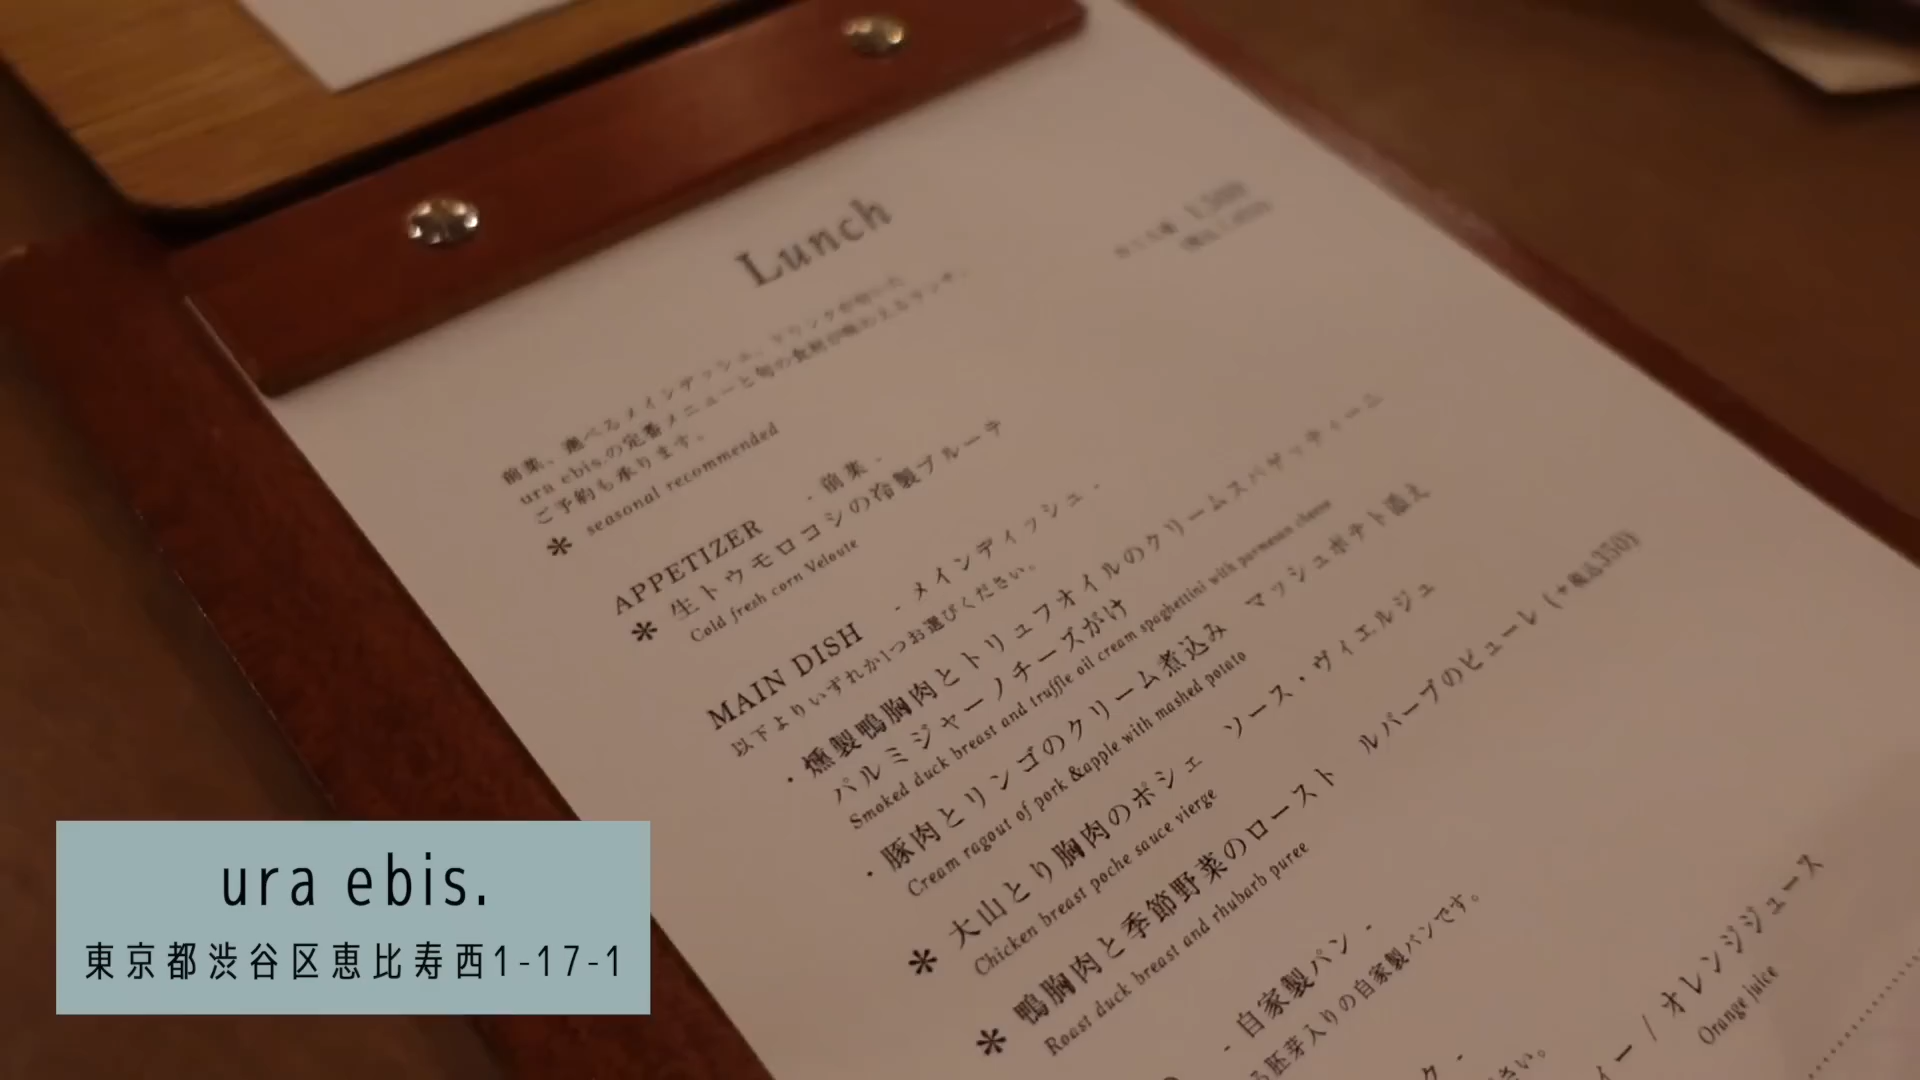 Lunch
前菜、選べるメインディッシュ、ドリンクが付いた
ura ebis.の定番メニューと旬の食材が味わえるランチ。
ご予約も承ります。
* seasonal recommended
APPETIZER - 前菜 -
* 生トウモロコシの冷製ブルーテ
Cold fresh corn Veloute
MAIN DISH - メインディッシュ -
以下よりいずれか1つお選びください。
・燻製鴨胸肉とトリュフオイルのクリームスパゲッティーニ
パルミジャーノチーズがけ
Smoked duck breast and truffle oil cream spaghettini with parmesan cheese
・豚肉とリンゴのクリーム煮込み マッシュポテト添え
Cream ragout of pork &apple with mashed potato
* 大山とり胸肉のポシェ ソース・ヴィエルジュ
Chicken breast poche sauce vierge
* 鴨胸肉と季節野菜のロースト ルバーブのピューレ (+税込350)
Roast duck breast and rhubarb puree
- 自家製パン -
胚芽入りの自家製パンです。
ー / オレンジジュース
Orange juice
ura ebis.
東京都渋谷区恵比寿西1-17-1